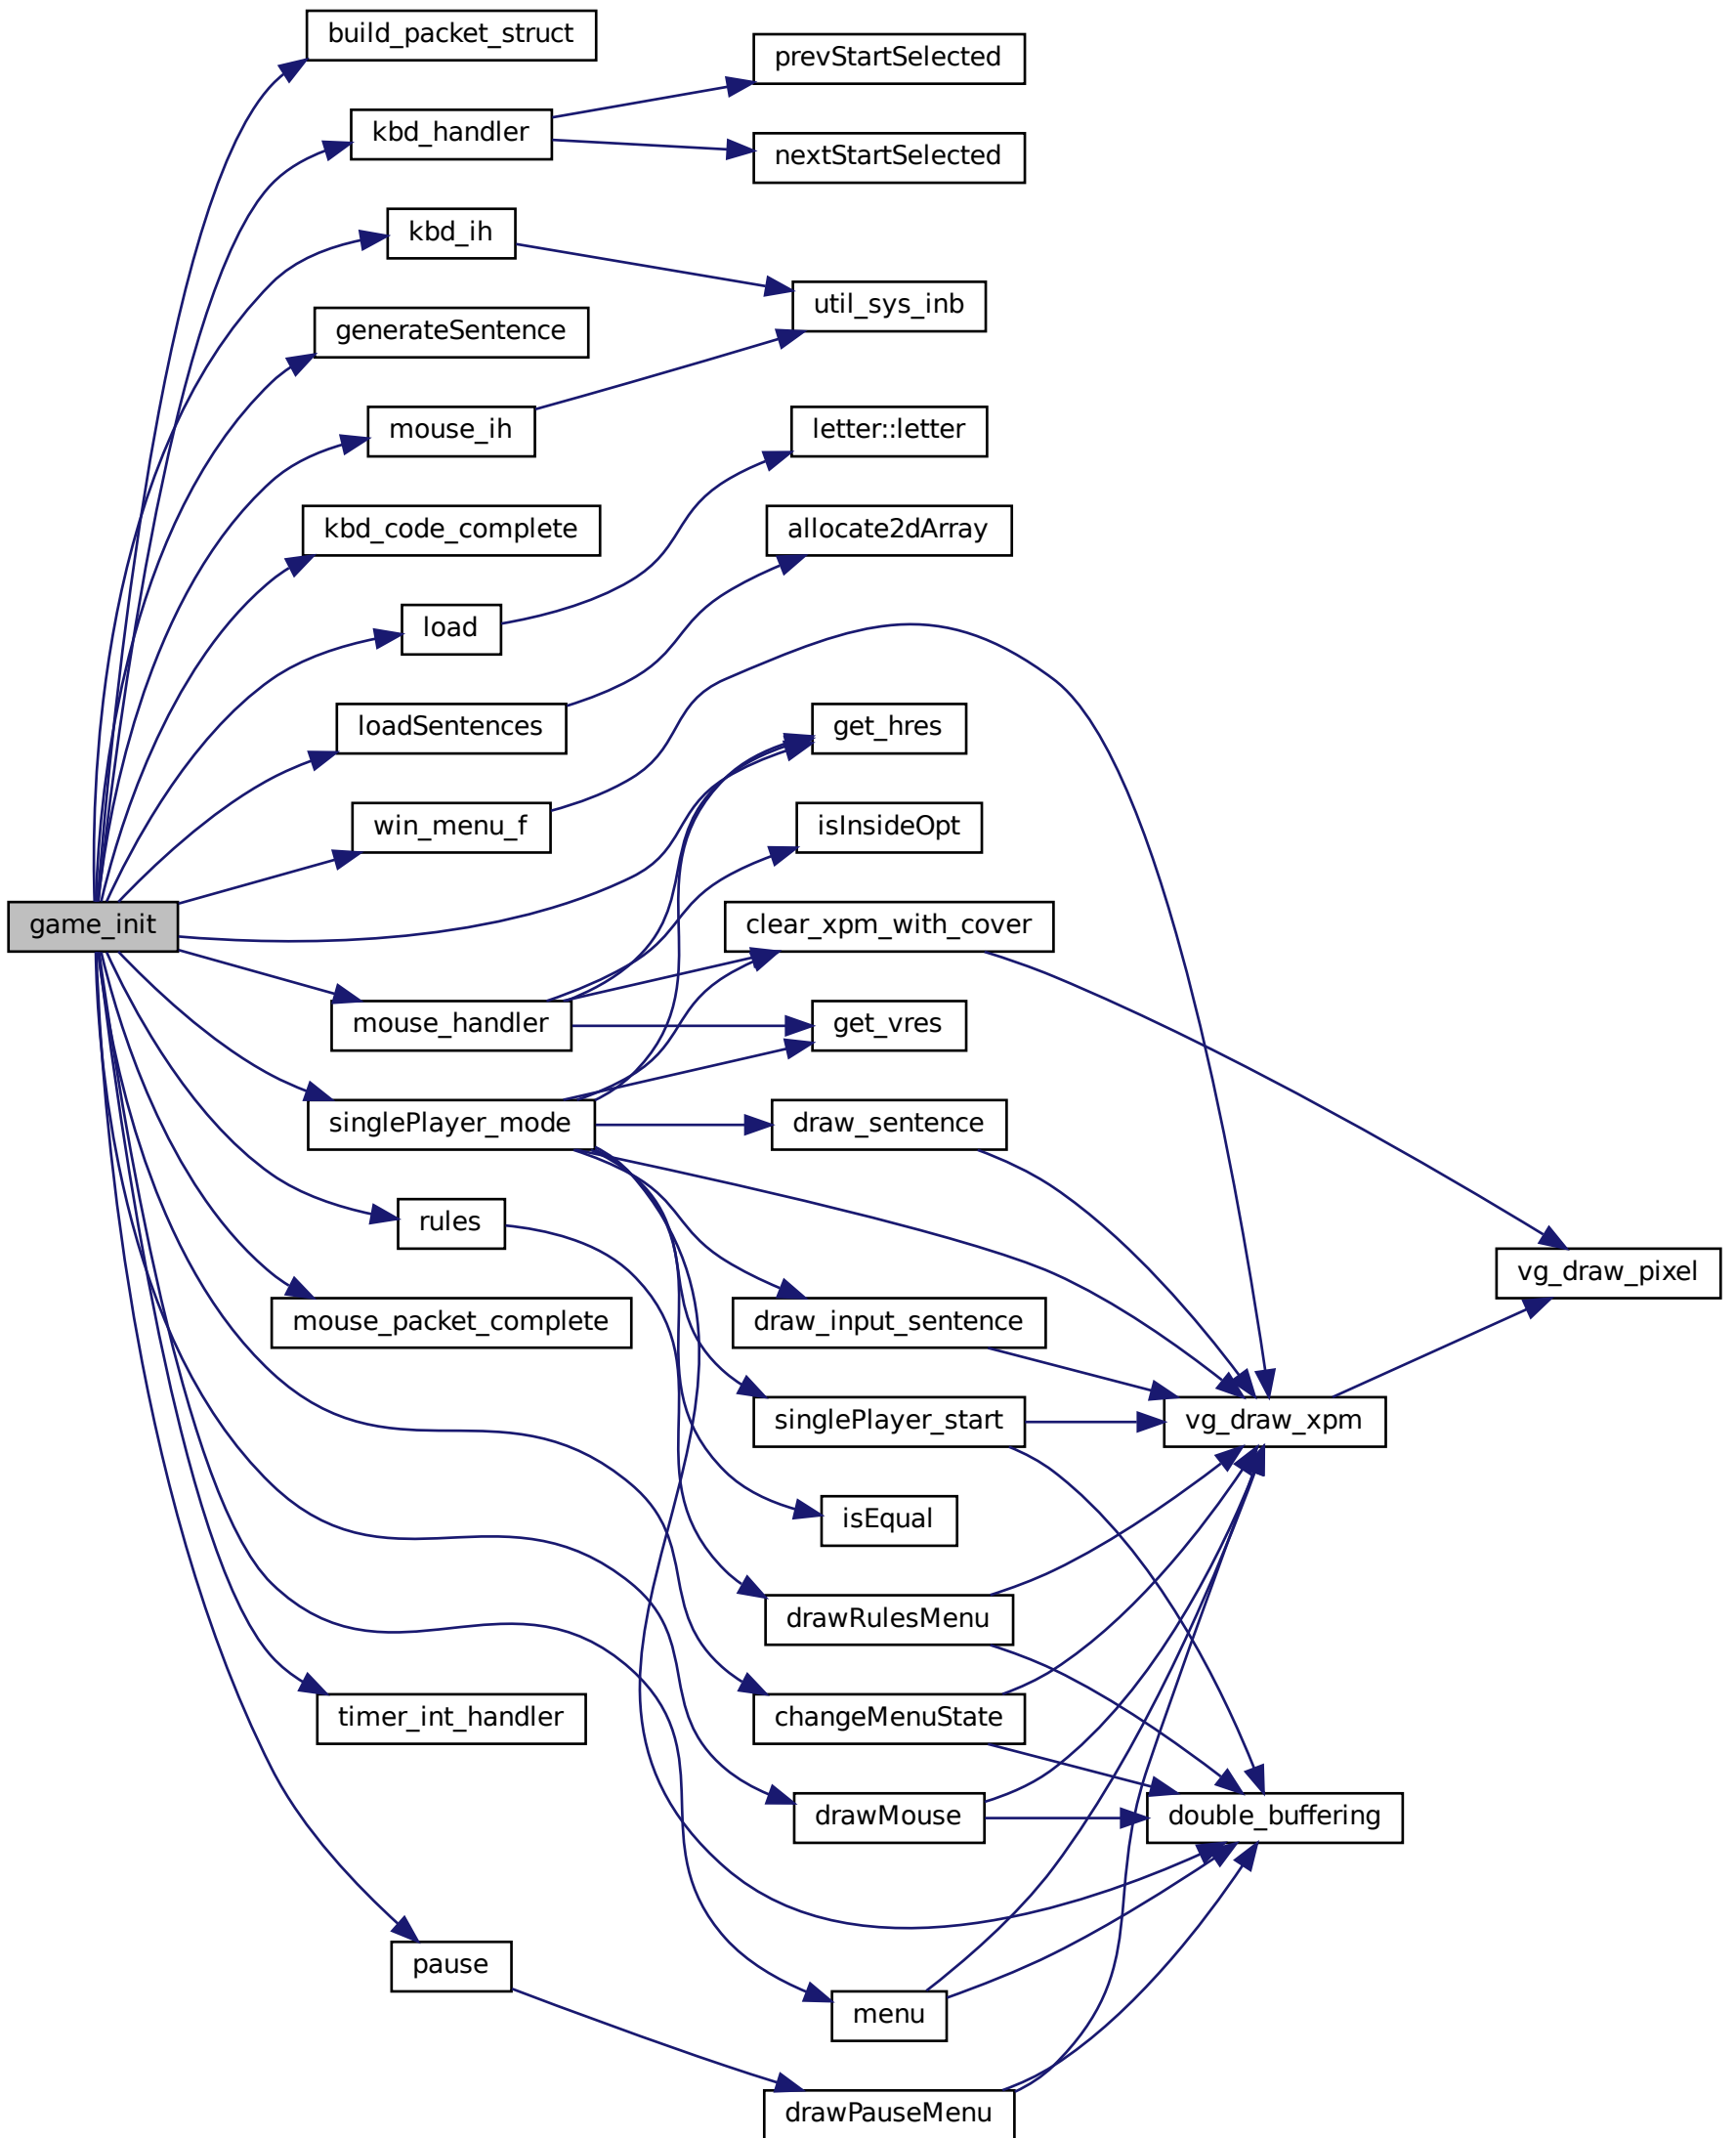 build_packet_struct
prevStartSelected
kbd_handler
nextStartSelected
kbd_ih
util_sys_inb
generateSentence
mouse_ih
letter::letter
kbd_code_complete
allocate2dArray
load
loadSentences
get_hres
win_menu_f
isInsideOpt
game_init
clear_xpm_with_cover
mouse_handler
get_vres
singlePlayer_mode
draw_sentence
rules
vg_draw_pixel
mouse_packet_complete
draw_input_sentence
singlePlayer_start
vg_draw_xpm
isEqual
drawRulesMenu
timer_int_handler
changeMenuState
drawMouse
double_buffering
pause
menu
drawPauseMenu